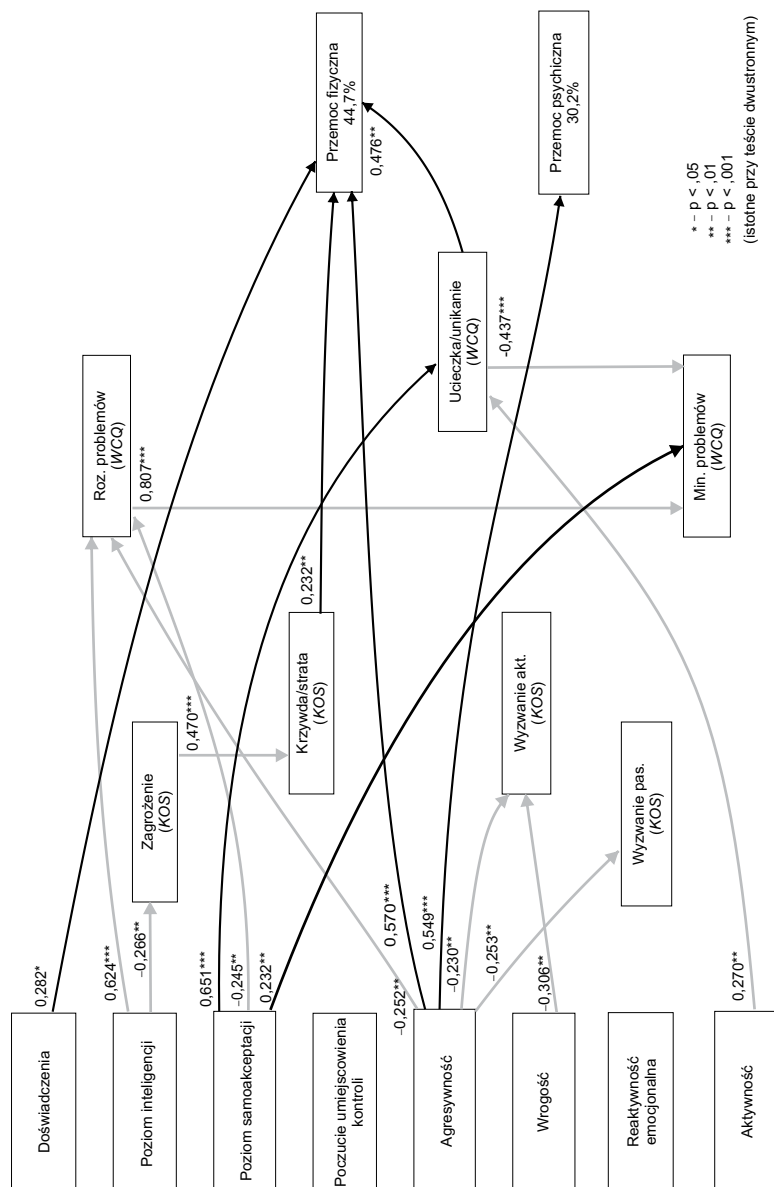 Doświadczenia
Poziom inteligencji
Poziom samoakceptacji
Poczucie umiejscowienia
kontroli
Agresywność
Wrogość
Reaktywność
emocjonalna
Aktywność
0,282*
0,624***
−0,266**
0,651***
−0,245**
0,232**
−0,252**
0,570***
0,549***
−0,230**
−0,253**
−0,306**
0,270**
Zagrożenie
(KOS)
0,470***
Krzywda/strata
(KOS)
0,232**
Wyzwanie akt.
(KOS)
Wyzwanie pas.
(KOS)
Roz. problemów
(WCQ)
0,807***
Ucieczka/unikanie
(WCQ)
-0,437***
Min. problemów
(WCQ)
Przemoc fizyczna
44,7%
0,476**
Przemoc psychiczna
30,2%
* − p < ,05
** − p < ,01
*** − p < ,001
(istotne przy teście dwustronnym)